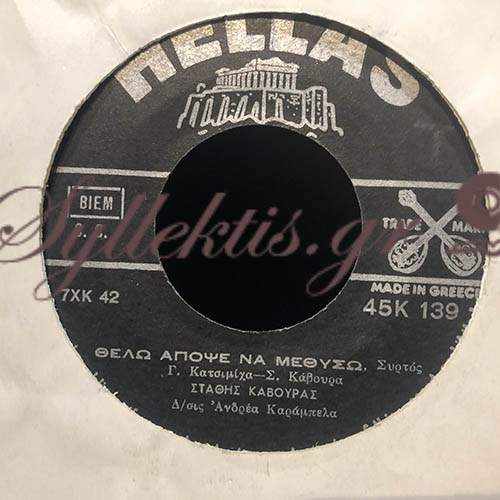 HELLAS
BIEM
TRADE MARK
MADE IN GREECE
7XK 42
45K 139
ΘΕΛΩ ΑΠΟΨΕ ΝΑ ΜΕΘΥΣΩ, Συρτός
Γ. Κατσιμίχα—Σ. Κάβουρα
ΣΤΑΘΗΣ ΚΑΒΟΥΡΑΣ
Δ/σις Ἀνδρέα Καράμπελα
Syllektis.gr